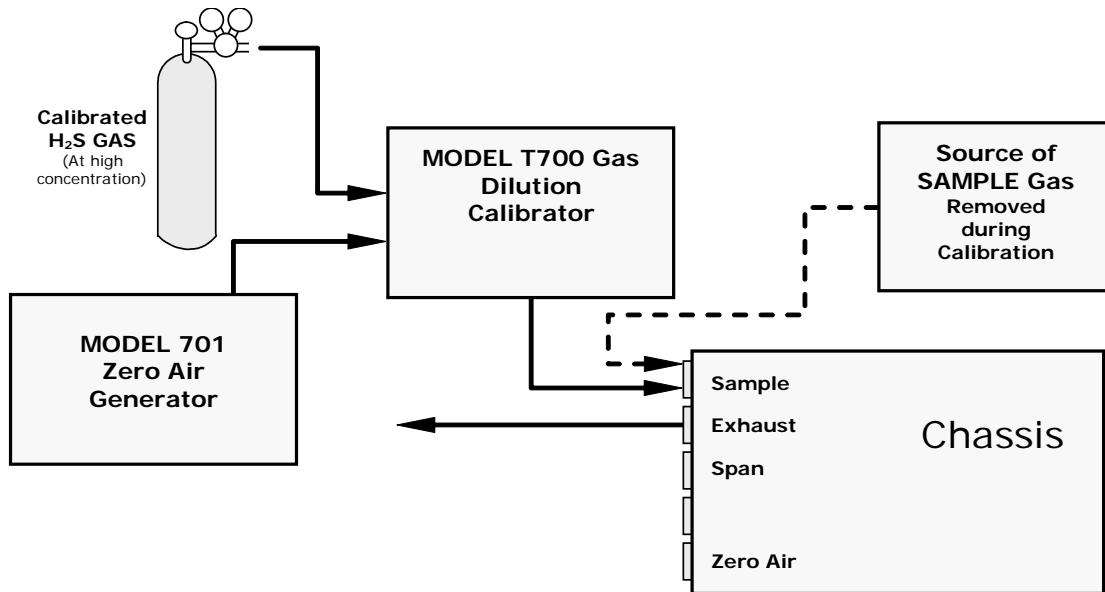 Calibrated
H₂S GAS
(At high
concentration)
MODEL T700 Gas
Dilution
Calibrator
Source of
SAMPLE Gas
Removed
during
Calibration
MODEL 701
Zero Air
Generator
Sample
Exhaust
Span
Zero Air
Chassis